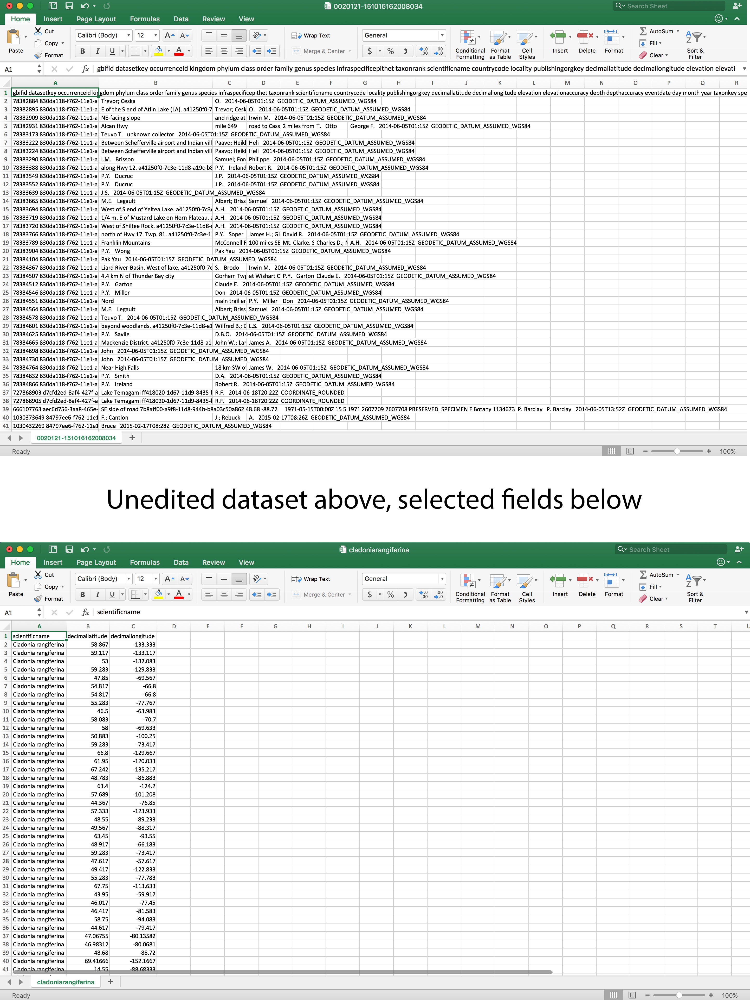 0020121-151016162008034
Search Sheet
Home Insert Page Layout Formulas Data Review View
Paste Cut Copy Format
Calibri (Body) 12
Wrap Text
Merge & Center
General
Conditional Formatting Format as Table Cell Styles Insert Delete Format
AutoSum Fill Clear Sort & Filter
A1 fx gbifid datasetkey occurrenceid kingdom phylum class order family genus species infraspecificepithet taxonrank scientificname countrycode locality publishingorgkey decimallatitude decimallongitude elevation elevati
A B C D E F G H I J K L M N O P Q R
1 gbifid datasetkey occurrenceid kingdom phylum class order family genus species infraspecificepithet taxonrank scientificname countrycode locality publishingorgkey decimallatitude decimallongitude elevation elevationaccuracy depth depthaccuracy eventdate day month year taxonkey spe
2 78382884 830da118-f762-11e1-a Trevor; Ceska O. 2014-06-05T01:15Z GEODETIC_DATUM_ASSUMED_WGS84
3 78382895 830da118-f762-11e1-a E of the S end of Atlin Lake (LA). a41250f0-7 Trevor; Cesk O. 2014-06-05T01:15Z GEODETIC_DATUM_ASSUMED_WGS84
4 78382909 830da118-f762-11e1-a NE-facing slope and ridge at Irwin M. 2014-06-05T01:15Z GEODETIC_DATUM_ASSUMED_WGS84
5 78382931 830da118-f762-11e1-a Alcan Hwy mile 649 road to Cass 2 miles from T. Otto George F. 2014-06-05T01:15Z GEODETIC_DATUM_ASSUMED_WGS84
6 78383173 830da118-f762-11e1-a Teuvo T. unknown collector 2014-06-05T01:15Z GEODETIC_DATUM_ASSUMED_WGS84
7 78383222 830da118-f762-11e1-a Between Schefferville airport and Indian vill Paavo; Heikk Heli 2014-06-05T01:15Z GEODETIC_DATUM_ASSUMED_WGS84
8 78383224 830da118-f762-11e1-a Between Schefferville airport and Indian vill Paavo; Heikk Heli 2014-06-05T01:15Z GEODETIC_DATUM_ASSUMED_WGS84
9 78383290 830da118-f762-11e1-a I.M. Brisson Samuel; Fore Philippe 2014-06-05T01:15Z GEODETIC_DATUM_ASSUMED_WGS84
10 78383388 830da118-f762-11e1-a along Hwy 12. a41250f0-7c3e-11d8-a19c-b8 P.Y. Ireland Robert R. 2014-06-05T01:15Z GEODETIC_DATUM_ASSUMED_WGS84
11 78383549 830da118-f762-11e1-a P.Y. Ducruc J.P. 2014-06-05T01:15Z GEODETIC_DATUM_ASSUMED_WGS84
12 78383552 830da118-f762-11e1-a P.Y. Ducruc J.P. 2014-06-05T01:15Z GEODETIC_DATUM_ASSUMED_WGS84
13 78383639 830da118-f762-11e1-a J.S. 2014-06-05T01:15Z GEODETIC_DATUM_ASSUMED_WGS84
14 78383665 830da118-f762-11e1-a M.E. Legault Albert; Briss Samuel 2014-06-05T01:15Z GEODETIC_DATUM_ASSUMED_WGS84
15 78383694 830da118-f762-11e1-a West of S end of Yeltea Lake. a41250f0-7c3e A.H. 2014-06-05T01:15Z GEODETIC_DATUM_ASSUMED_WGS84
16 78383719 830da118-f762-11e1-a 1/4 m. E of Mustard Lake on Horn Plateau. a A.H. 2014-06-05T01:15Z GEODETIC_DATUM_ASSUMED_WGS84
17 78383720 830da118-f762-11e1-a West of Shiltee Rock. a41250f0-7c3e-11d8-a A.H. 2014-06-05T01:15Z GEODETIC_DATUM_ASSUMED_WGS84
18 78383766 830da118-f762-11e1-a north of Hwy 17. Twp. 81. a41250f0-7c3e-1 P.Y. Soper James H.; Gi David R. 2014-06-05T01:15Z GEODETIC_DATUM_ASSUMED_WGS84
19 78383789 830da118-f762-11e1-a Franklin Mountains McConnell R 100 miles SE Mt. Clarke. S Charles D.; A.H. 2014-06-05T01:15Z GEODETIC_DATUM_ASSUMED_WGS84
20 78383904 830da118-f762-11e1-a P.Y. Wong Pak Yau 2014-06-05T01:15Z GEODETIC_DATUM_ASSUMED_WGS84
21 78384104 830da118-f762-11e1-a Pak Yau 2014-06-05T01:15Z GEODETIC_DATUM_ASSUMED_WGS84
22 78384367 830da118-f762-11e1-a Liard River-Basin. West of lake. a41250f0-7c S. Brodo Irwin M. 2014-06-05T01:15Z GEODETIC_DATUM_ASSUMED_WGS84
23 78384507 830da118-f762-11e1-a 4.4 km N of Thunder Bay city Gorham Twp at Wishart C P.Y. Garton Claude E. 2014-06-05T01:15Z GEODETIC_DATUM_ASSUMED_WGS84
24 78384512 830da118-f762-11e1-a P.Y. Garton Claude E. 2014-06-05T01:15Z GEODETIC_DATUM_ASSUMED_WGS84
25 78384546 830da118-f762-11e1-a P.Y. Miller Don 2014-06-05T01:15Z GEODETIC_DATUM_ASSUMED_WGS84
26 78384551 830da118-f762-11e1-a Nord main trail er P.Y. Miller Don 2014-06-05T01:15Z GEODETIC_DATUM_ASSUMED_WGS84
27 78384564 830da118-f762-11e1-a M.E. Legault Albert; Briss Samuel 2014-06-05T01:15Z GEODETIC_DATUM_ASSUMED_WGS84
28 78384578 830da118-f762-11e1-a Teuvo T. 2014-06-05T01:15Z GEODETIC_DATUM_ASSUMED_WGS84
29 78384601 830da118-f762-11e1-a beyond woodlands. a41250f0-7c3e-11d8-a1 Wilfred B.; D L.S. 2014-06-05T01:15Z GEODETIC_DATUM_ASSUMED_WGS84
30 78384625 830da118-f762-11e1-a P.Y. Savile D.B.O. 2014-06-05T01:15Z GEODETIC_DATUM_ASSUMED_WGS84
31 78384665 830da118-f762-11e1-a Mackenzie District. a41250f0-7c3e-11d8-a19 John W.; Lar James A. 2014-06-05T01:15Z GEODETIC_DATUM_ASSUMED_WGS84
32 78384698 830da118-f762-11e1-a John 2014-06-05T01:15Z GEODETIC_DATUM_ASSUMED_WGS84
33 78384730 830da118-f762-11e1-a John 2014-06-05T01:15Z GEODETIC_DATUM_ASSUMED_WGS84
34 78384764 830da118-f762-11e1-a Near High Falls 18 km SW of James W. 2014-06-05T01:15Z GEODETIC_DATUM_ASSUMED_WGS84
35 78384832 830da118-f762-11e1-a P.Y. Smith D.A. 2014-06-05T01:15Z GEODETIC_DATUM_ASSUMED_WGS84
36 78384866 830da118-f762-11e1-a P.Y. Ireland Robert R. 2014-06-05T01:15Z GEODETIC_DATUM_ASSUMED_WGS84
37 727868903 d7cfd2ed-8af4-427f-a Lake Temagami ff418020-1d67-11d9-8435-b R.F. 2014-06-18T20:22Z COORDINATE_ROUNDED
38 727868905 d7cfd2ed-8af4-427f-a Lake Temagami ff418020-1d67-11d9-8435-b R.F. 2014-06-18T20:22Z COORDINATE_ROUNDED
39 666107763 aec6d756-3aa8-465e- SE side of road 7b8aff00-a9f8-11d8-944b-b8a03c50a862 48.68 -88.72 1971-05-15T00:00Z 15 5 1971 2607709 2607708 PRESERVED_SPECIMEN F Botany 1134673 P. Barclay P. Barclay 2014-06-05T13:52Z GEODETIC_DATUM_ASSUMED_WGS84
40 1030373649 84797ee6-f762-11e1 F.; Cantlon J.; Rebuck A. 2015-02-17T08:26Z GEODETIC_DATUM_ASSUMED_WGS84
41 1030432269 84797ee6-f762-11e1 Bruce 2015-02-17T08:28Z GEODETIC_DATUM_ASSUMED_WGS84
0020121-151016162008034 +
Ready 100%
Unedited dataset above, selected fields below
cladoniarangiferina
Search Sheet
Home Insert Page Layout Formulas Data Review View
Paste Cut Copy Format
Calibri (Body) 12
Wrap Text
Merge & Center
General
Conditional Formatting Format as Table Cell Styles Insert Delete Format
AutoSum Fill Clear Sort & Filter
A1 fx scientificname
A B C D E F G H I J K L M N O P Q R S T U
1 scientificname decimallatitude decimallongitude
2 Cladonia rangiferina 58.867 -133.333
3 Cladonia rangiferina 59.117 -133.117
4 Cladonia rangiferina 53 -132.083
5 Cladonia rangiferina 59.283 -129.833
6 Cladonia rangiferina 47.85 -69.567
7 Cladonia rangiferina 54.817 -66.8
8 Cladonia rangiferina 54.817 -66.8
9 Cladonia rangiferina 55.283 -77.767
10 Cladonia rangiferina 46.5 -63.983
11 Cladonia rangiferina 58.083 -70.7
12 Cladonia rangiferina 58 -69.633
13 Cladonia rangiferina 50.883 -100.25
14 Cladonia rangiferina 59.283 -73.417
15 Cladonia rangiferina 66.8 -129.667
16 Cladonia rangiferina 61.95 -120.033
17 Cladonia rangiferina 67.242 -135.217
18 Cladonia rangiferina 48.783 -86.883
19 Cladonia rangiferina 63.4 -124.2
20 Cladonia rangiferina 57.689 -101.208
21 Cladonia rangiferina 44.367 -76.85
22 Cladonia rangiferina 57.333 -123.933
23 Cladonia rangiferina 48.55 -89.233
24 Cladonia rangiferina 49.567 -88.317
25 Cladonia rangiferina 63.45 -93.55
26 Cladonia rangiferina 48.917 -66.183
27 Cladonia rangiferina 59.283 -73.417
28 Cladonia rangiferina 47.617 -57.617
29 Cladonia rangiferina 49.417 -122.833
30 Cladonia rangiferina 55.283 -77.783
31 Cladonia rangiferina 67.75 -113.633
32 Cladonia rangiferina 43.95 -59.917
33 Cladonia rangiferina 46.017 -77.45
34 Cladonia rangiferina 46.417 -81.583
35 Cladonia rangiferina 58.75 -94.083
36 Cladonia rangiferina 44.617 -79.417
37 Cladonia rangiferina 47.06755 -80.13582
38 Cladonia rangiferina 46.98312 -80.0681
39 Cladonia rangiferina 48.68 -88.72
40 Cladonia rangiferina 69.41666 -152.1667
41 Cladonia rangiferina 14.55 -88.68333
cladoniarangiferina +
Ready 100%